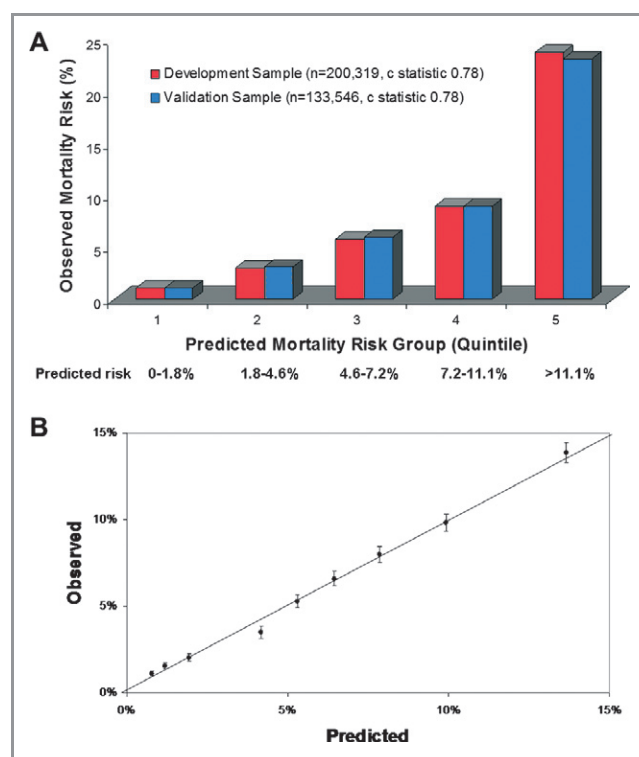 A
25
20
15
10
5
0
Observed Mortality Risk (%)
Development Sample (n=200,319, c statistic 0.78)
Validation Sample (n=133,546, c statistic 0.78)
1 2 3 4 5
Predicted Mortality Risk Group (Quintile)
Predicted risk 0-1.8% 1.8-4.6% 4.6-7.2% 7.2-11.1% >11.1%
B
15%
10%
5%
0%
Observed
0% 5% 10% 15%
Predicted